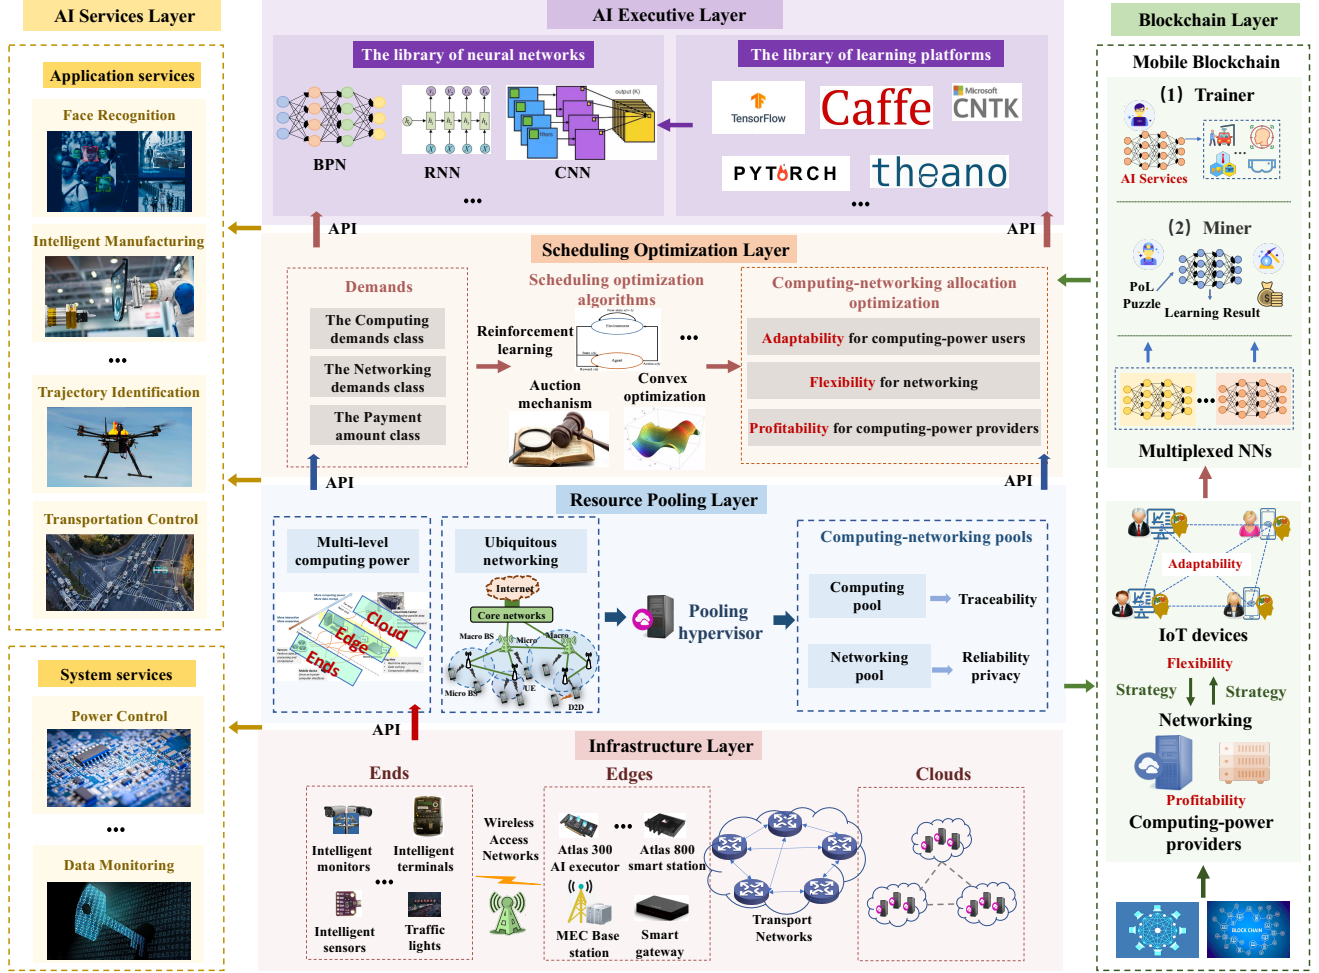 AI Services Layer
Application services
Face Recognition
Intelligent Manufacturing
...
Trajectory Identification
Transportation Control
System services
Power Control
...
Data Monitoring
AI Executive Layer
The library of neural networks
BPN
RNN
CNN
output (K)
filters
...
The library of learning platforms
TensorFlow
Caffe
Microsoft
CNTK
PYTORCH
theano
...
API
API
Scheduling Optimization Layer
Demands
The Computing
demands class
The Networking
demands class
The Payment
amount class
Scheduling optimization
algorithms
Reinforcement
learning
Environment
Agent
...
Auction
mechanism
Convex
optimization
Computing-networking allocation
optimization
Adaptability for computing-power users
Flexibility for networking
Profitability for computing-power providers
API
API
Resource Pooling Layer
Multi-level
computing power
Cloud
Edge
Ends
Ubiquitous
networking
Internet
Core networks
Macro BS
Micro
Macro
Micro BS
UE
D2D
Pooling
hypervisor
Computing-networking pools
Computing
pool
Traceability
Networking
pool
Reliability
privacy
API
Infrastructure Layer
Ends
Intelligent
monitors
Intelligent
terminals
...
Intelligent
sensors
Traffic
lights
Wireless
Access
Networks
Edges
...
Atlas 300
AI executor
Atlas 800
smart station
MEC Base
station
Smart
gateway
Transport
Networks
Clouds
Blockchain Layer
Mobile Blockchain
(1) Trainer
AI Services
...
(2) Miner
PoL
Puzzle
Learning Result
...
Multiplexed NNs
Adaptability
IoT devices
Flexibility
Strategy
Strategy
Networking
Profitability
Computing-power
providers
BLOCK CHAIN